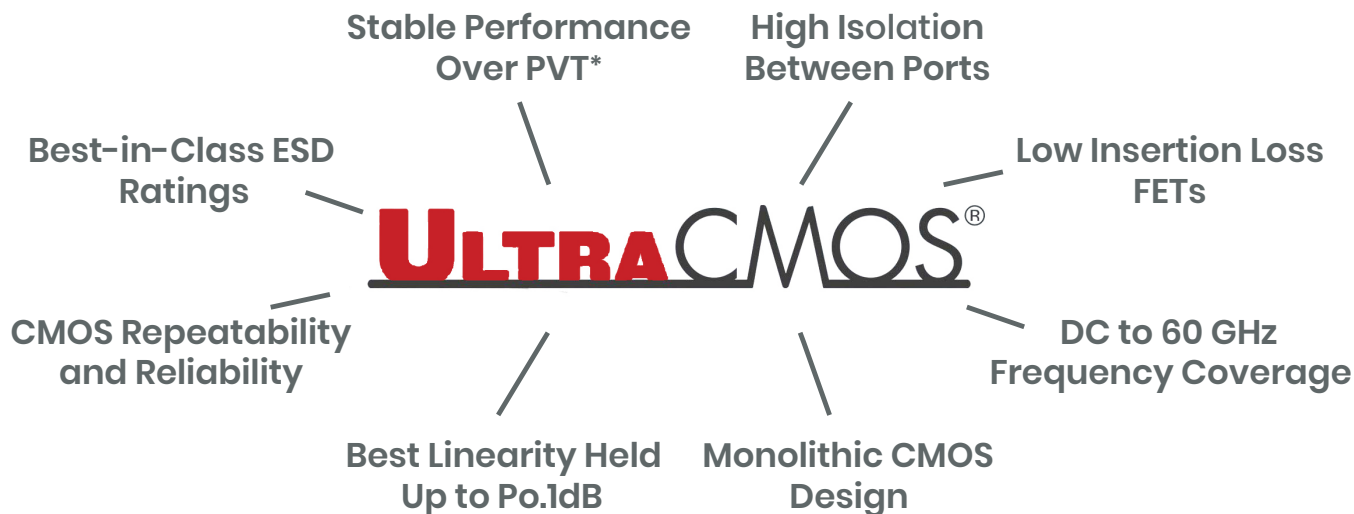 Stable Performance
Over PVT*
High Isolation
Between Ports
Best-in-Class ESD
Ratings
Low Insertion Loss
FETs
ULTRACMOS®
CMOS Repeatability
and Reliability
DC to 60 GHz
Frequency Coverage
Best Linearity Held
Up to Po.1dB
Monolithic CMOS
Design